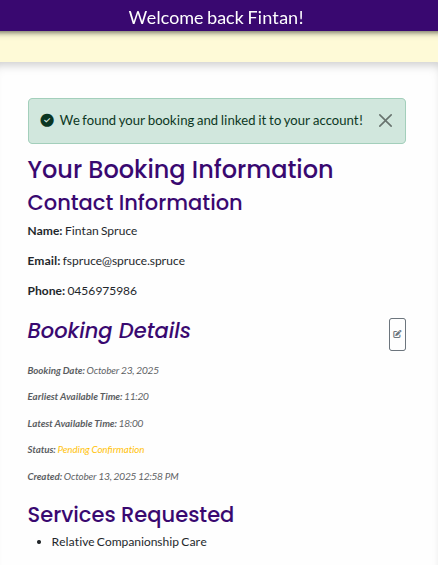 Welcome back Fintan!
We found your booking and linked it to your account!
Your Booking Information
Contact Information
Name: Fintan Spruce
Email: fspruce@spruce.spruce
Phone: 0456975986
Booking Details
Booking Date: October 23, 2025
Earliest Available Time: 11:20
Latest Available Time: 18:00
Status: Pending Confirmation
Created: October 13, 2025 12:58 PM
Services Requested
• Relative Companionship Care